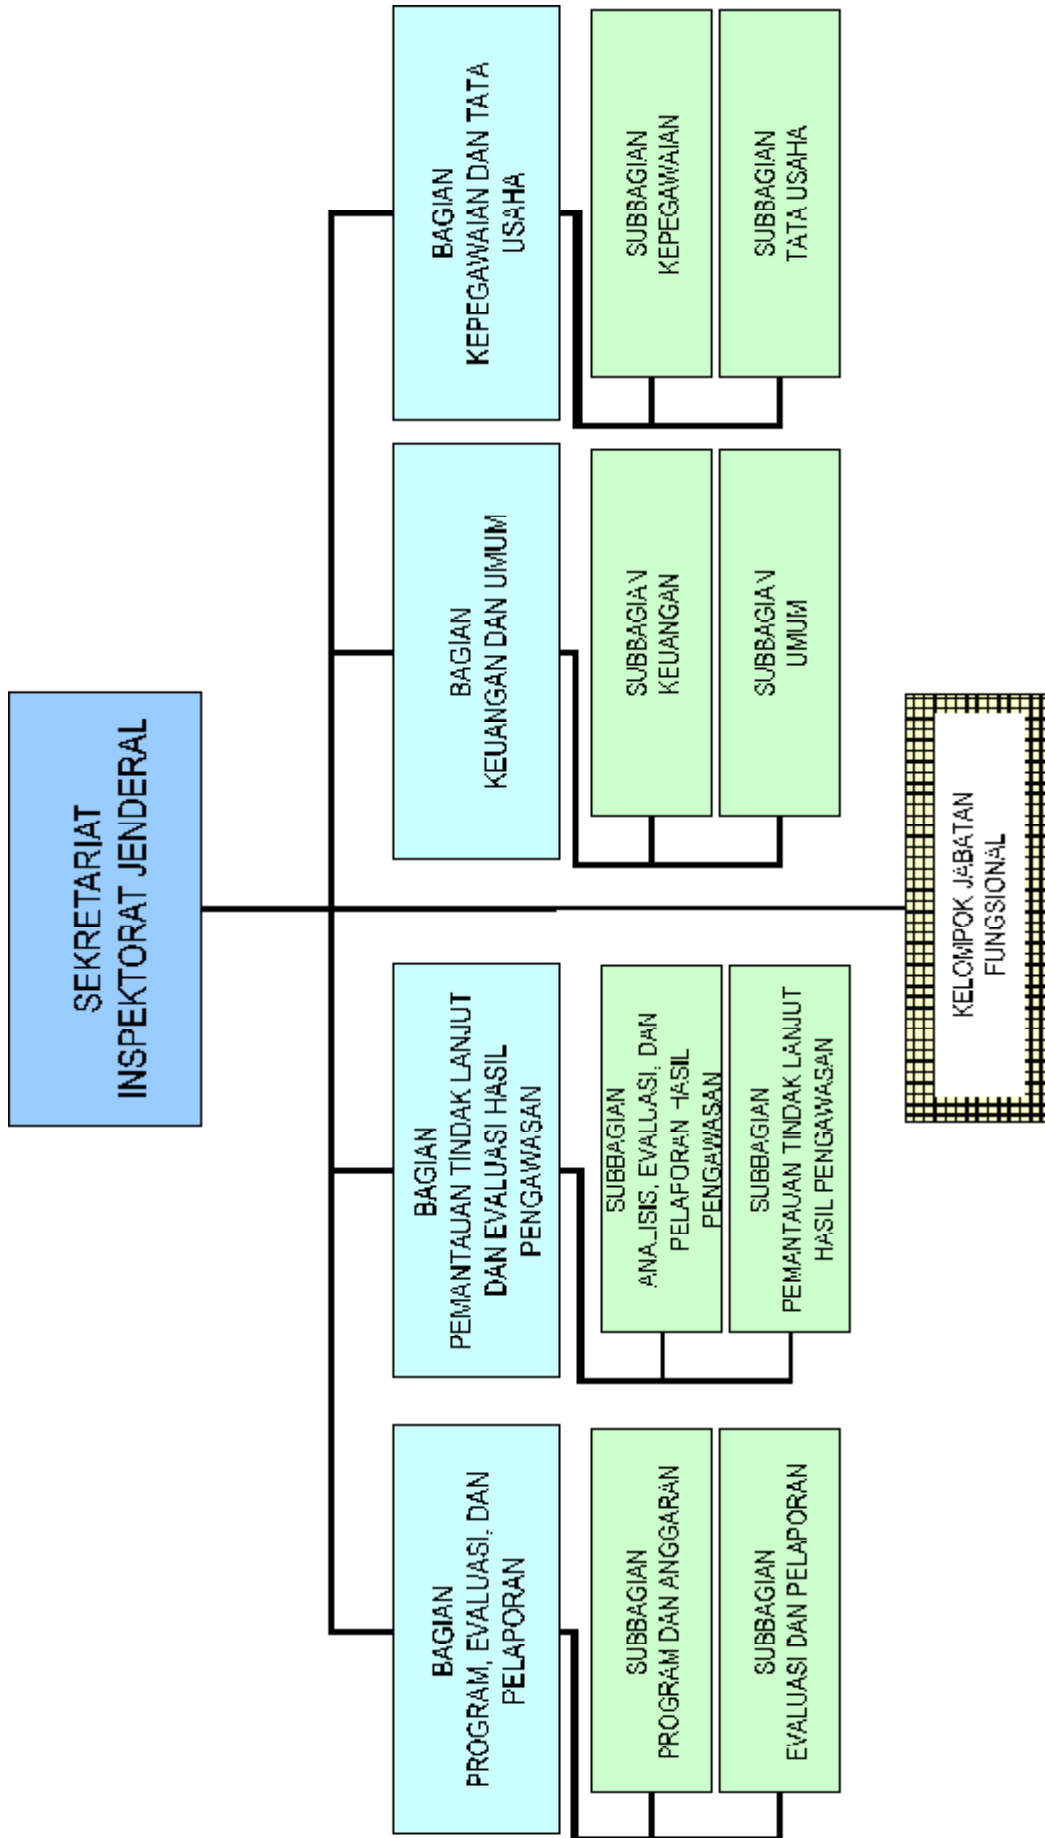 SEKRETARIAT
INSPEKTORAT JENDERAL
BAGIAN
PROGRAM, EVALUASI, DAN
PELAPORAN
BAGIAN
PEMANTAUAN TINDAK LANJUT
DAN EVALUASI HASIL
PENGAWASAN
BAGIAN
KEUANGAN DAN UMUM
BAGIAN
KEPEGAWAIAN DAN TATA
USAHA
SUBBAGIAN
PROGRAM DAN ANGGARAN
SUBBAGIAN
ANALISIS, EVALUASI, DAN
PELAPORAN HASIL
PENGAWASAN
SUBBAGIAN
KEUANGAN
SUBBAGIAN
KEPEGAWAIAN
SUBBAGIAN
EVALUASI DAN PELAPORAN
SUBBAGIAN
PEMANTAUAN TINDAK LANJUT
HASIL PENGAWASAN
SUBBAGIAN
UMUM
SUBBAGIAN
TATA USAHA
KELOMPOK JABATAN
FUNGSIONAL